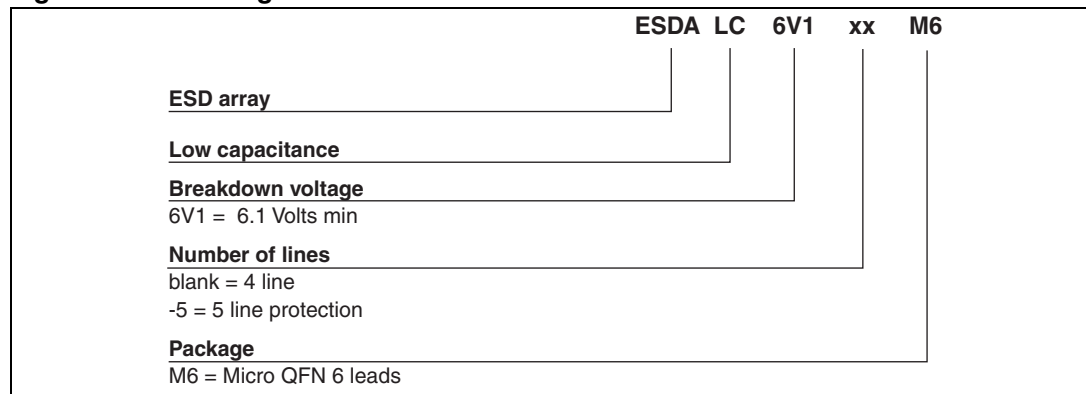 ESDA LC 6V1 xx M6
ESD array
Low capacitance
Breakdown voltage
6V1 = 6.1 Volts min
Number of lines
blank = 4 line
-5 = 5 line protection
Package
M6 = Micro QFN 6 leads